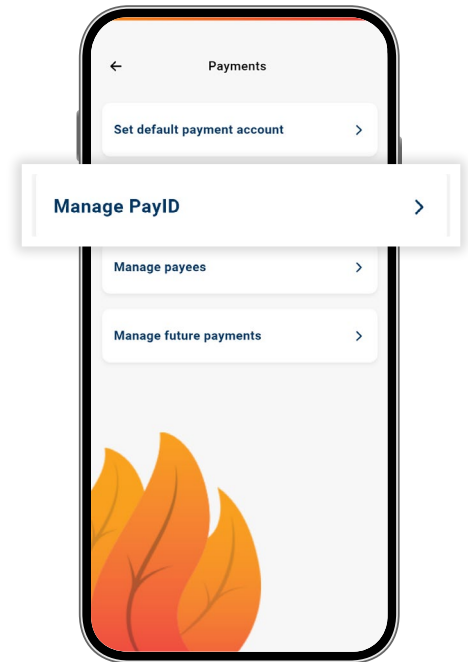 Payments
Set default payment account
Manage PayID
Manage payees
Manage future payments